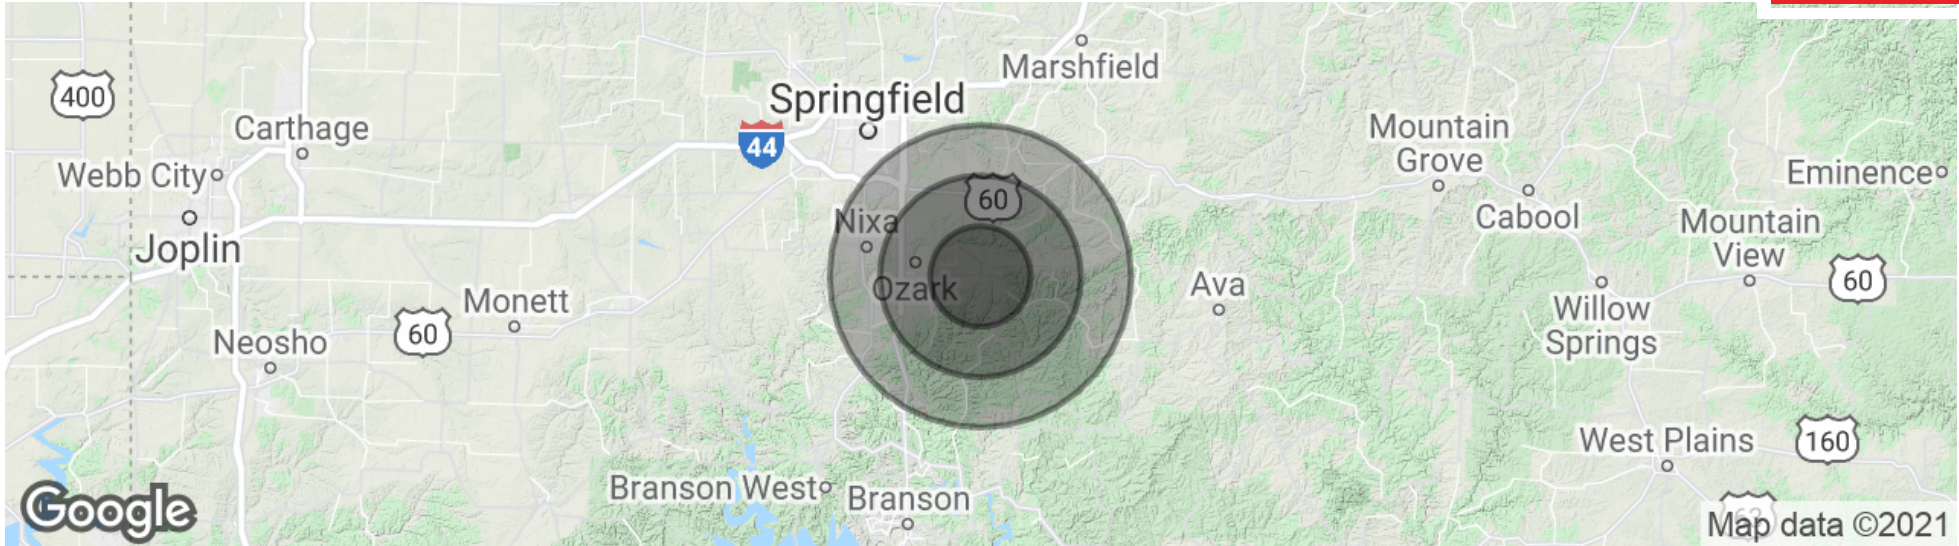 Marshfield
400
Springfield
Carthage
Mountain
Grove
44
Webb City
Eminence
60
Nixa
Cabool
Mountain
View
Joplin
Ozark
Ava
60
Monett
60
Willow
Springs
Neosho
West Plains
160
Branson West
Branson
Google
63
Map data ©2021